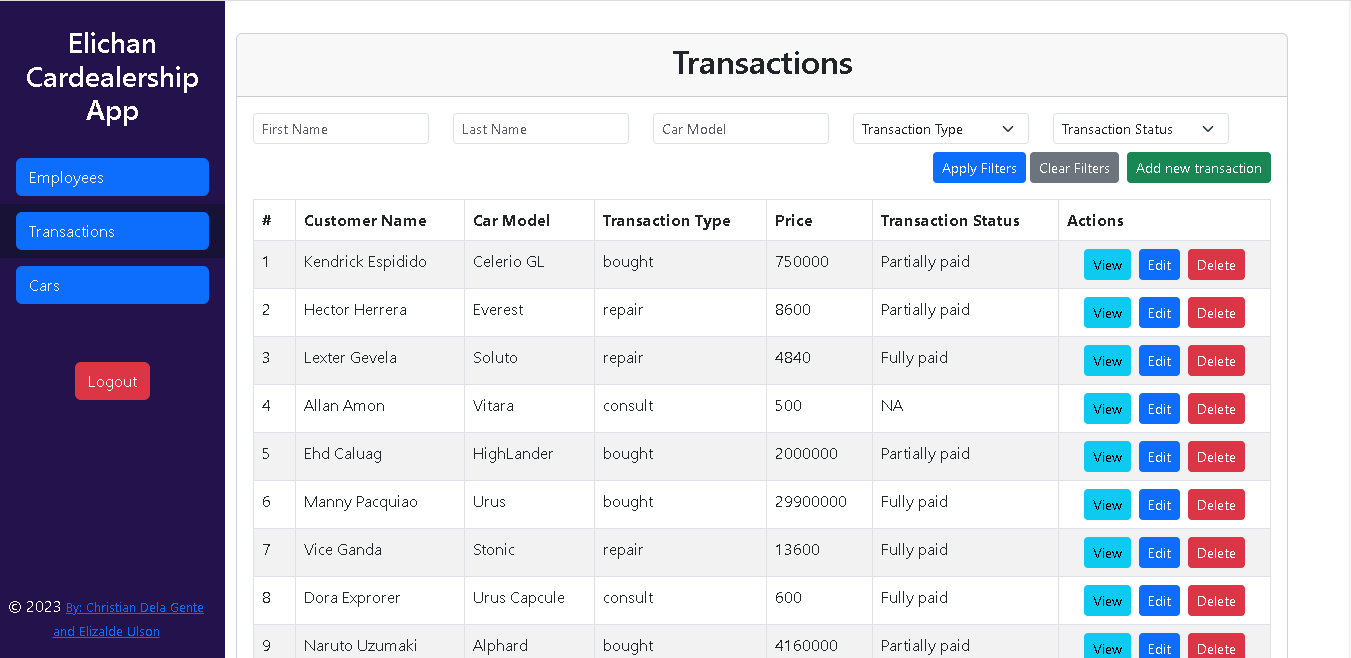 Elichan
Cardealership
App
Employees
Transactions
Cars
Logout
© 2023 By: Christian Dela Gente
and Elizalde Ulson
Transactions
First Name Last Name Car Model Transaction Type Transaction Status
Apply Filters Clear Filters Add new transaction
# Customer Name Car Model Transaction Type Price Transaction Status Actions
1 Kendrick Espidido Celerio GL bought 750000 Partially paid View Edit Delete
2 Hector Herrera Everest repair 8600 Partially paid View Edit Delete
3 Lexter Gevela Soluto repair 4840 Fully paid View Edit Delete
4 Allan Amon Vitara consult 500 NA View Edit Delete
5 Ehd Caluag HighLander bought 2000000 Partially paid View Edit Delete
6 Manny Pacquiao Urus bought 29900000 Fully paid View Edit Delete
7 Vice Ganda Stonic repair 13600 Fully paid View Edit Delete
8 Dora Exprorer Urus Capcule consult 600 Fully paid View Edit Delete
9 Naruto Uzumaki Alphard bought 4160000 Partially paid View Edit Delete